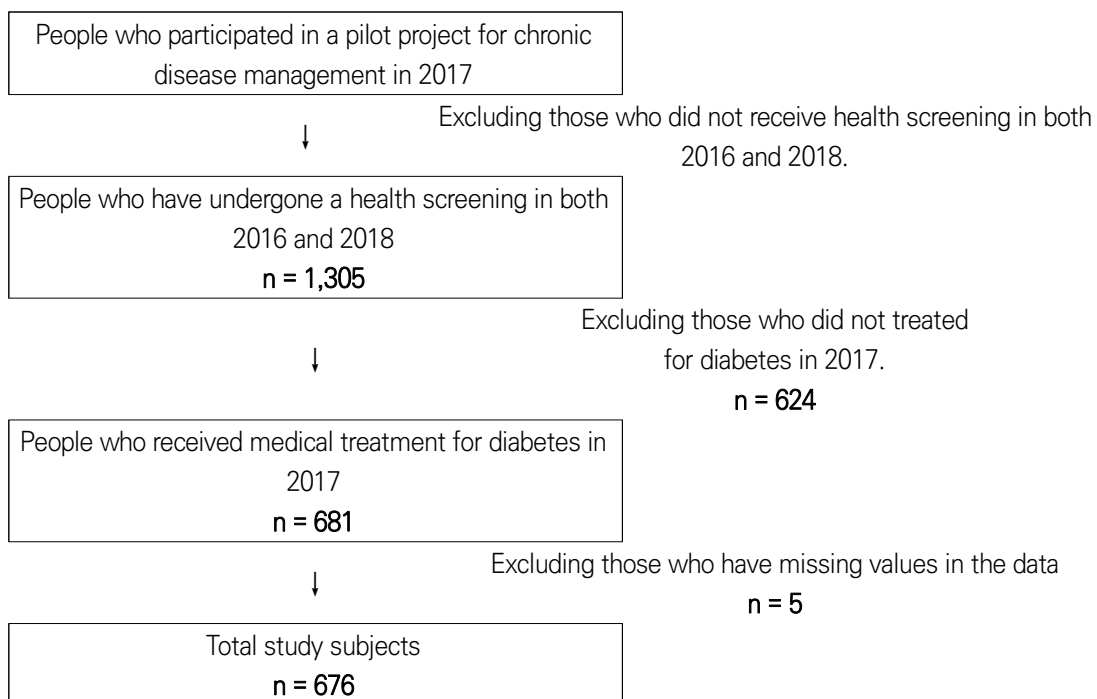 People who participated in a pilot project for chronic
disease management in 2017
Excluding those who did not receive health screening in both
2016 and 2018.
People who have undergone a health screening in both
2016 and 2018
n = 1,305
Excluding those who did not treated
for diabetes in 2017.
n = 624
People who received medical treatment for diabetes in
2017
n = 681
Excluding those who have missing values in the data
n = 5
Total study subjects
n = 676